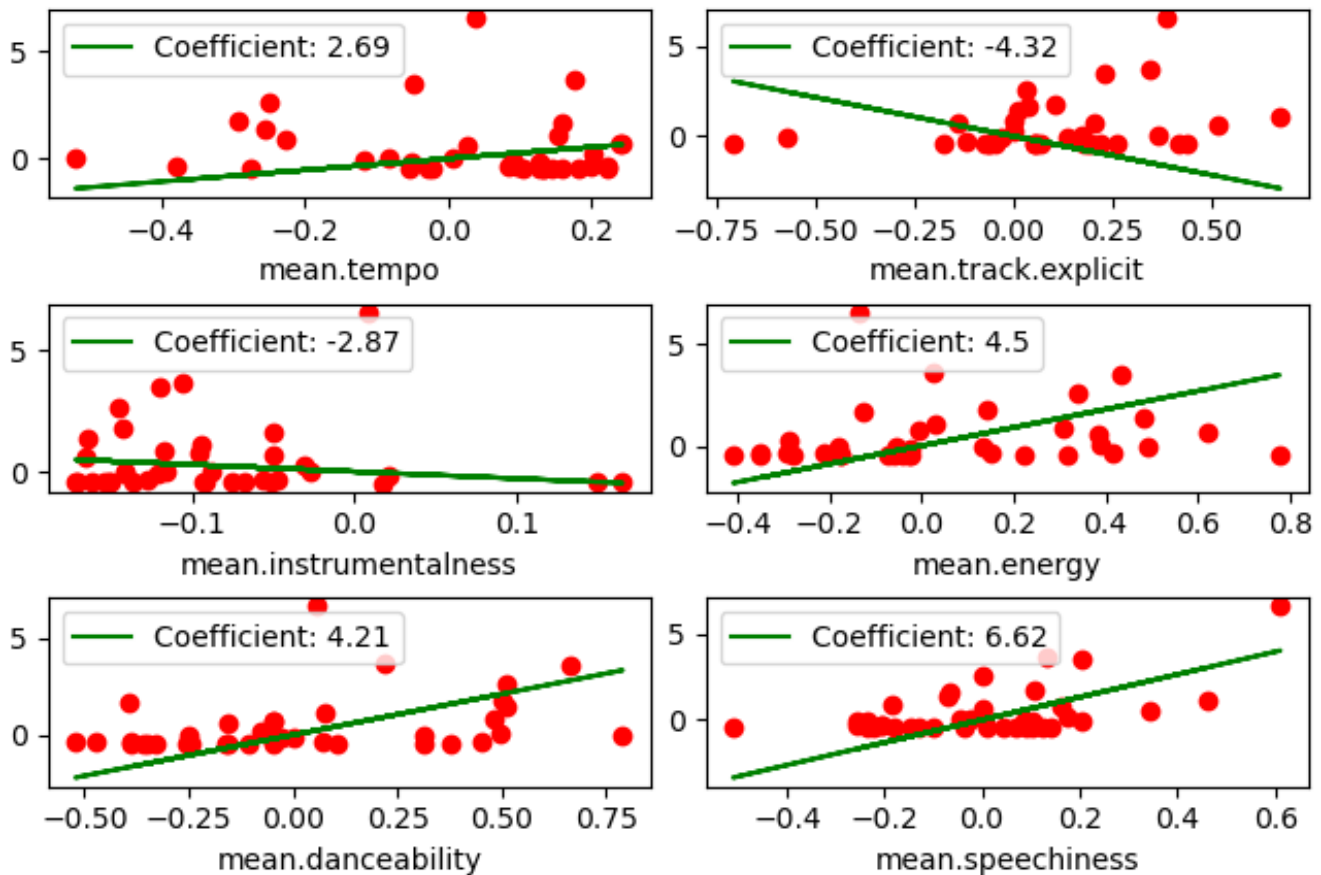 Coefficient: 2.69
5
0
−0.4 −0.2 0.0 0.2
mean.tempo
Coefficient: -4.32
5
0
−0.75 −0.50 −0.25 0.00 0.25 0.50
mean.track.explicit
Coefficient: -2.87
5
0
−0.1 0.0 0.1
mean.instrumentalness
Coefficient: 4.5
5
0
−0.4 −0.2 0.0 0.2 0.4 0.6 0.8
mean.energy
Coefficient: 4.21
5
0
−0.50 −0.25 0.00 0.25 0.50 0.75
mean.danceability
Coefficient: 6.62
5
0
−0.4 −0.2 0.0 0.2 0.4 0.6
mean.speechiness